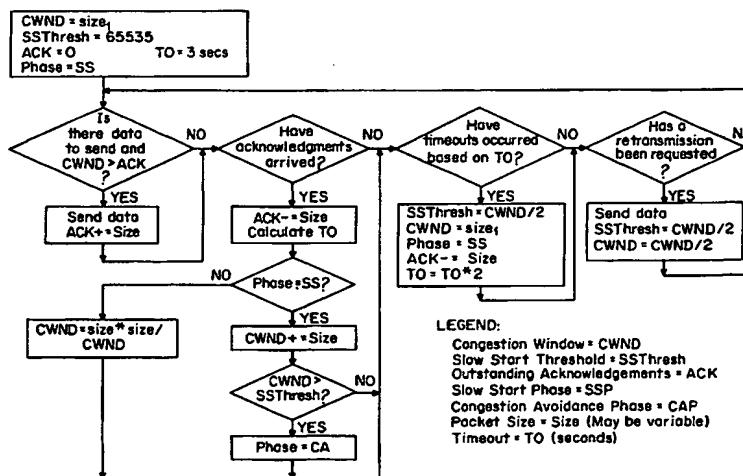 CWND = size1
SSThresh = 65535
ACK = 0 TO = 3 secs
Phase = SS
Is
there data
to send and
CWND > ACK
?
NO
YES
Send data
ACK+ = Size
Have
acknowledgments
arrived?
NO
YES
ACK- = Size
Calculate TO
Phase = SS?
NO
YES
CWND = size * size/
CWND
CWND + = Size
CWND >
SSThresh?
NO
YES
Phase = CA
Have
timeouts occurred
based on TO?
NO
YES
SSThresh = CWND/2
CWND = size1
Phase = SS
ACK- = Size
TO = TO*2
Has a
retransmission
been requested
?
YES
Send data
SSThresh = CWND/2
CWND = CWND/2
LEGEND:
Congestion Window = CWND
Slow Start Threshold = SSThresh
Outstanding Acknowledgements = ACK
Slow Start Phase = SSP
Congestion Avoidance Phase = CAP
Packet Size = Size (May be variable)
Timeout = TO (seconds)